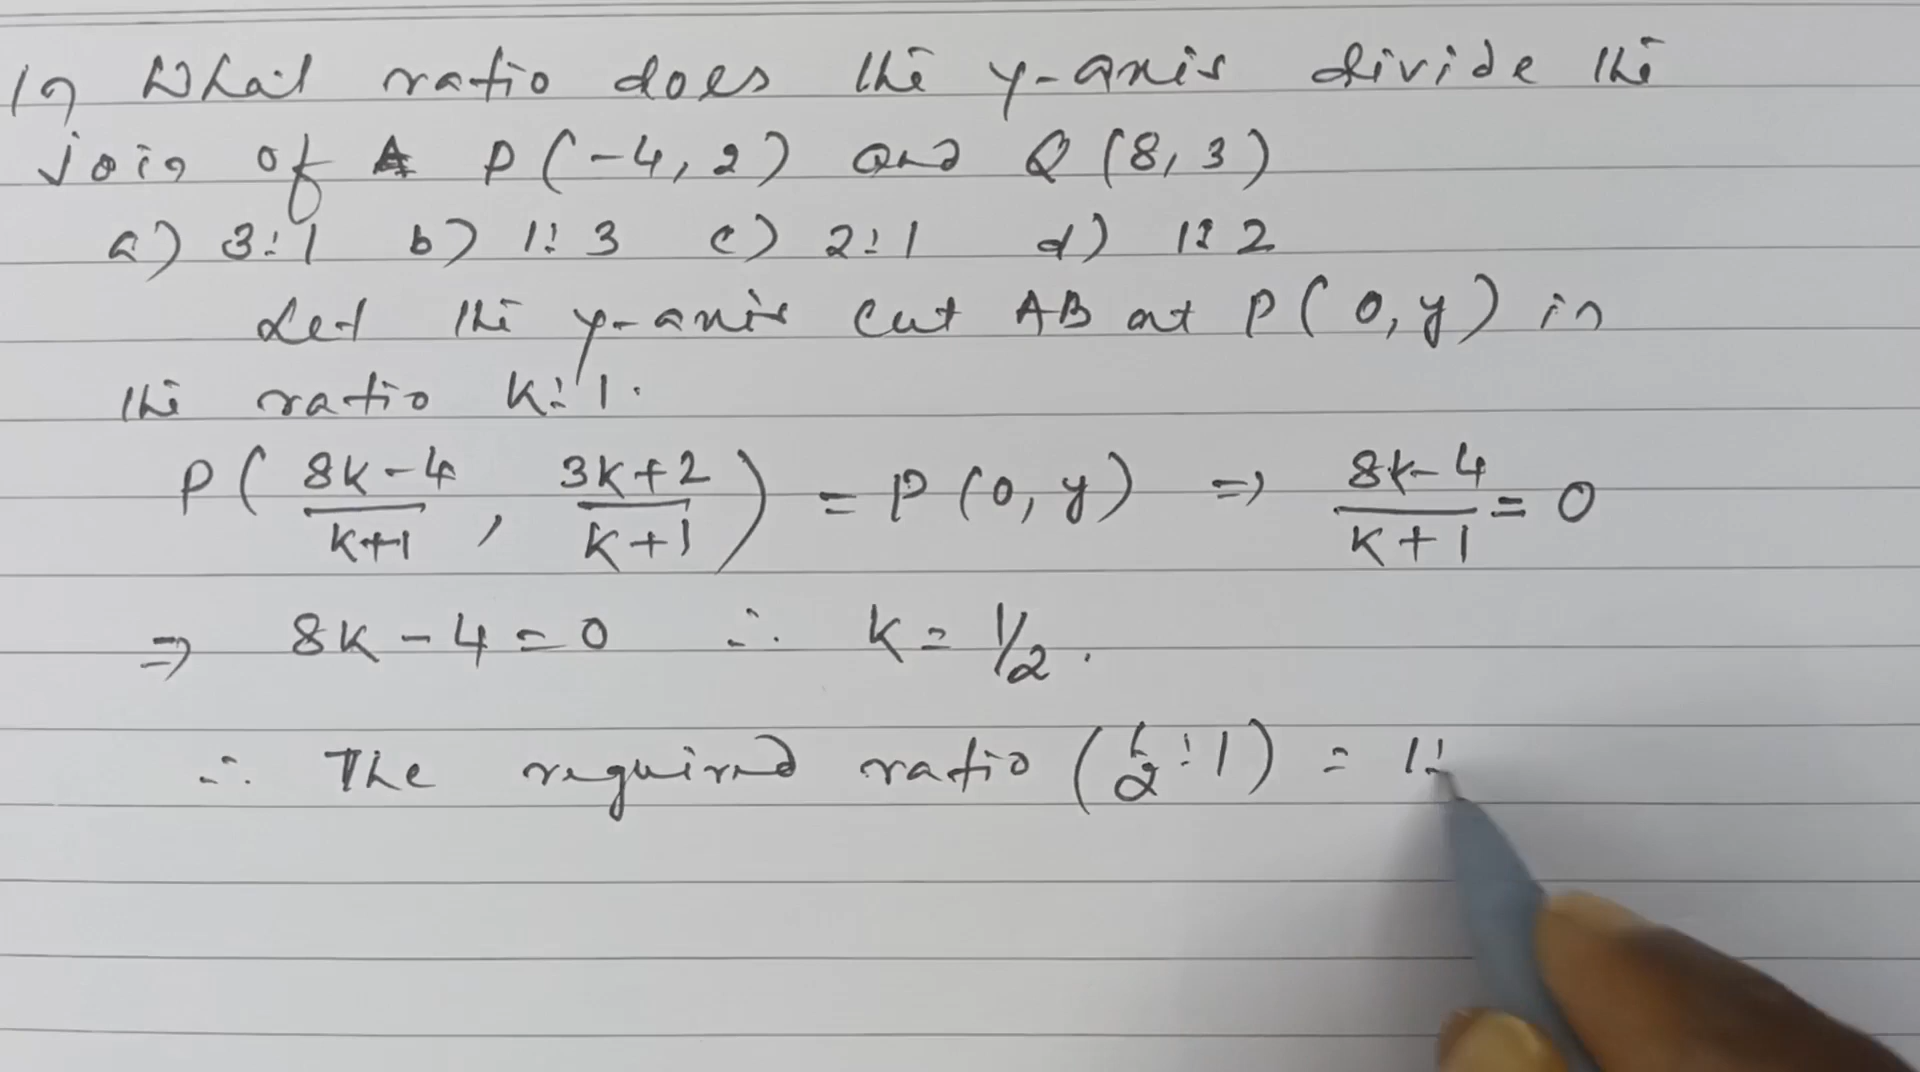 In What ratio does the y-axis divide the
join of P(-4, 2) and Q(8, 3)
a) 3:1 b) 1:3 c) 2:1 d) 1:2
Let the y-axis cut AB at P(0, y) in
the ratio k:1.
P( (8k-4)/(k+1), (3k+2)/(k+1) ) = P(0, y) => (8k-4)/(k+1) = 0
=> 8k - 4 = 0 ∴ k = 1/2.
∴ The required ratio (1/2 : 1) = 1: